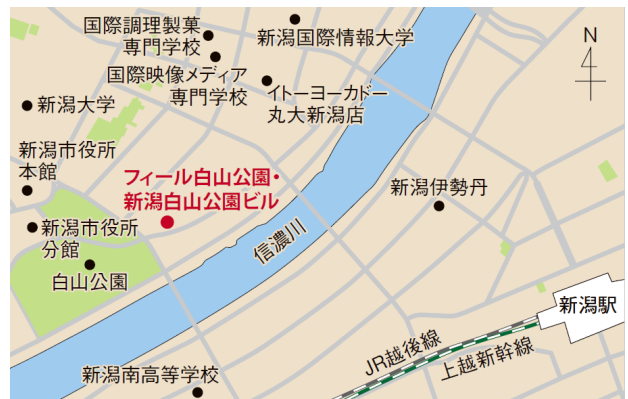 国際調理製菓
専門学校
新潟国際情報大学
N
国際映像メディア
専門学校
イトーヨーカドー
丸大新潟店
新潟大学
新潟市役所
本館
フィール白山公園・
新潟白山公園ビル
新潟伊勢丹
新潟市役所
分館
信濃川
白山公園
新潟駅
JR越後線
上越新幹線
新潟南高等学校